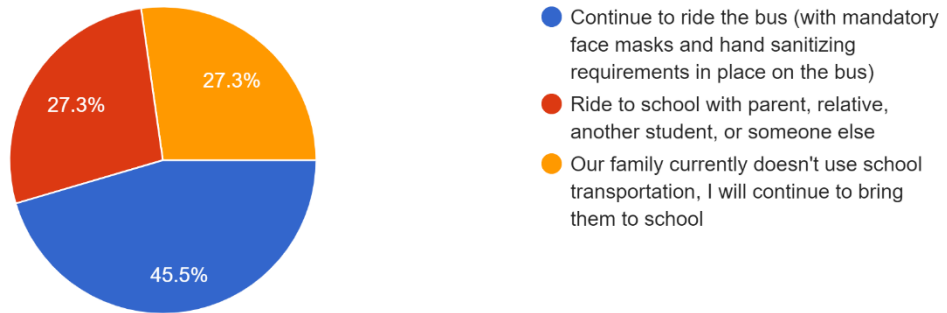 27.3%
27.3%
45.5%
Continue to ride the bus (with mandatory
face masks and hand sanitizing
requirements in place on the bus)
Ride to school with parent, relative,
another student, or someone else
Our family currently doesn't use school
transportation, I will continue to bring
them to school